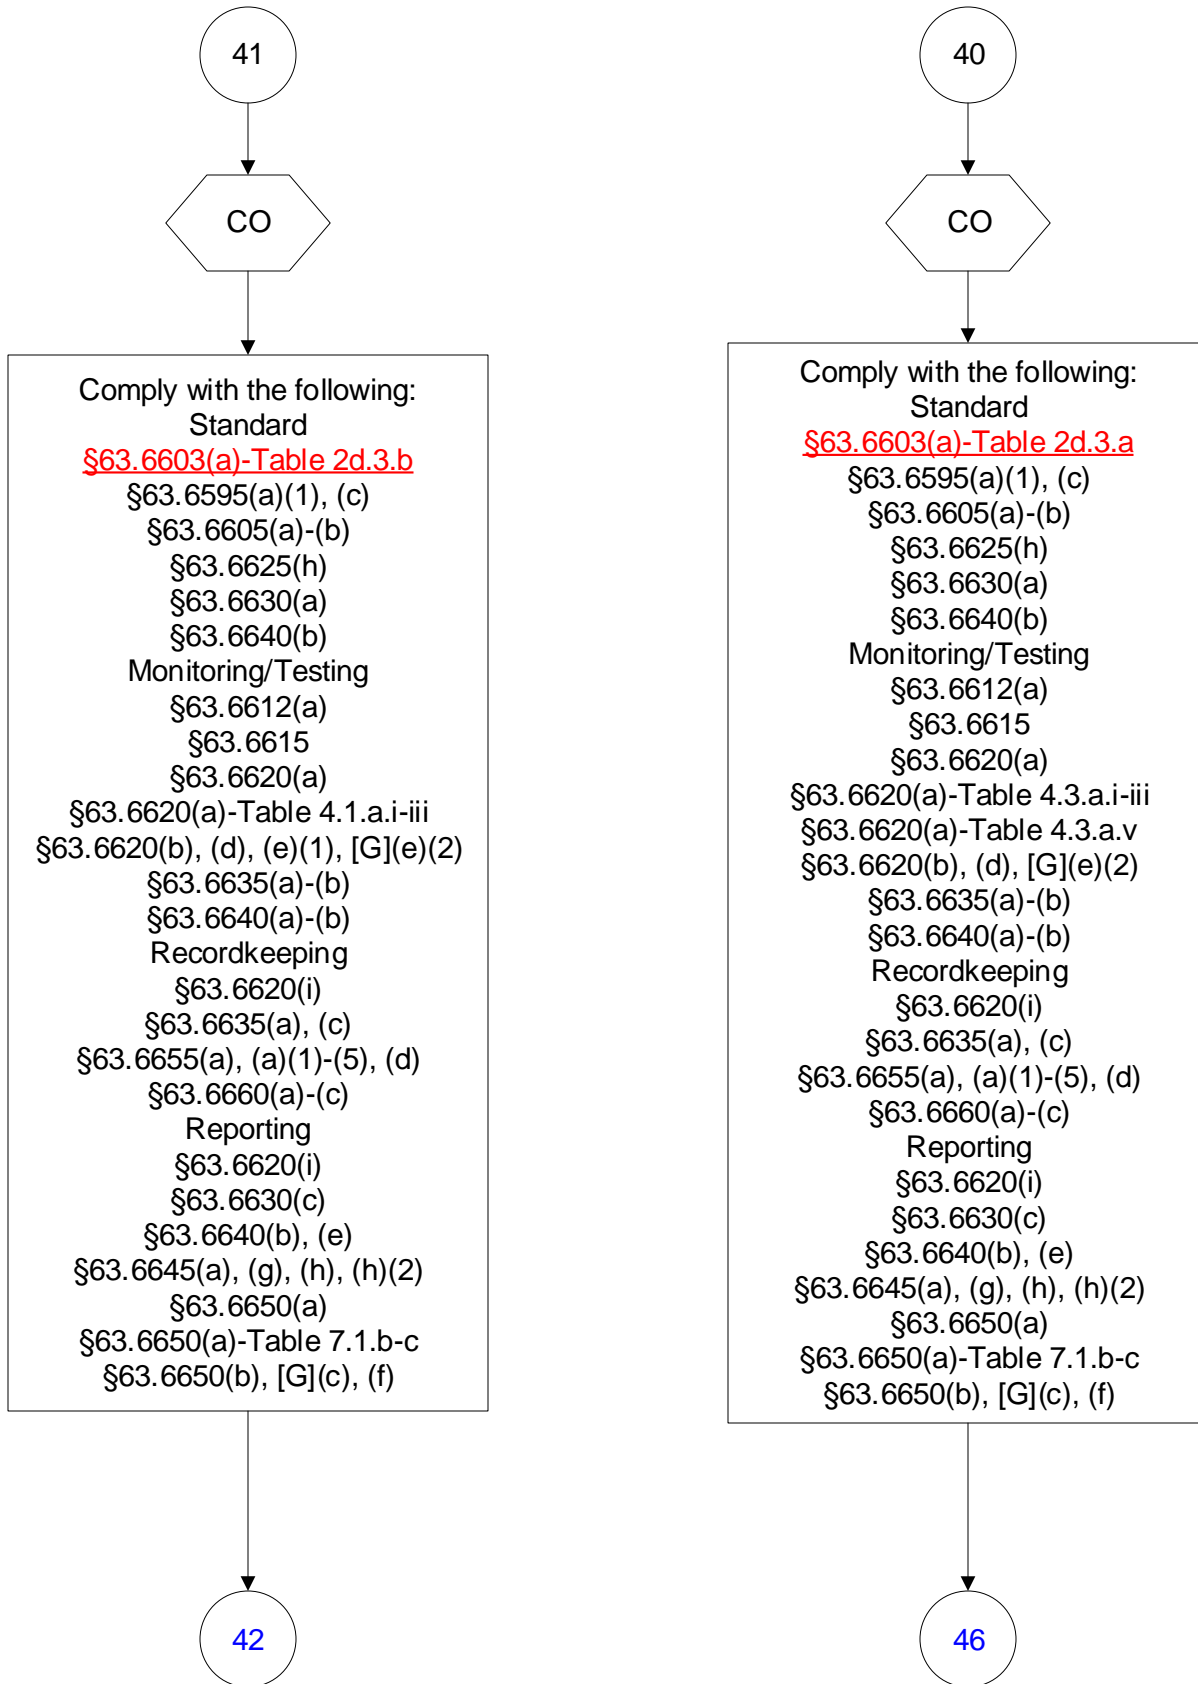 41
CO
Comply with the following:
Standard
§63.6603(a)-Table 2d.3.b
§63.6595(a)(1), (c)
§63.6605(a)-(b)
§63.6625(h)
§63.6630(a)
§63.6640(b)
Monitoring/Testing
§63.6612(a)
§63.6615
§63.6620(a)
§63.6620(a)-Table 4.1.a.i-iii
§63.6620(b), (d), (e)(1), [G](e)(2)
§63.6635(a)-(b)
§63.6640(a)-(b)
Recordkeeping
§63.6620(i)
§63.6635(a), (c)
§63.6655(a), (a)(1)-(5), (d)
§63.6660(a)-(c)
Reporting
§63.6620(i)
§63.6630(c)
§63.6640(b), (e)
§63.6645(a), (g), (h), (h)(2)
§63.6650(a)
§63.6650(a)-Table 7.1.b-c
§63.6650(b), [G](c), (f)
42
40
CO
Comply with the following:
Standard
§63.6603(a)-Table 2d.3.a
§63.6595(a)(1), (c)
§63.6605(a)-(b)
§63.6625(h)
§63.6630(a)
§63.6640(b)
Monitoring/Testing
§63.6612(a)
§63.6615
§63.6620(a)
§63.6620(a)-Table 4.3.a.i-iii
§63.6620(a)-Table 4.3.a.v
§63.6620(b), (d), [G](e)(2)
§63.6635(a)-(b)
§63.6640(a)-(b)
Recordkeeping
§63.6620(i)
§63.6635(a), (c)
§63.6655(a), (a)(1)-(5), (d)
§63.6660(a)-(c)
Reporting
§63.6620(i)
§63.6630(c)
§63.6640(b), (e)
§63.6645(a), (g), (h), (h)(2)
§63.6650(a)
§63.6650(a)-Table 7.1.b-c
§63.6650(b), [G](c), (f)
46